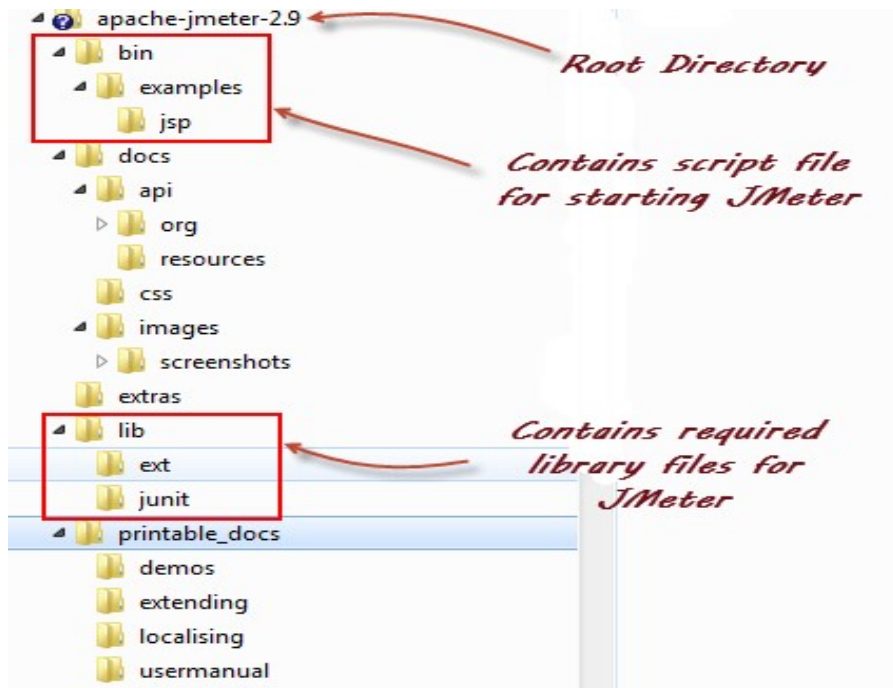 apache-jmeter-2.9
Root Directory
bin
examples
jsp
Contains script file
for starting JMeter
docs
api
org
resources
css
images
screenshots
extras
lib
ext
junit
Contains required
library files for
JMeter
printable_docs
demos
extending
localising
usermanual